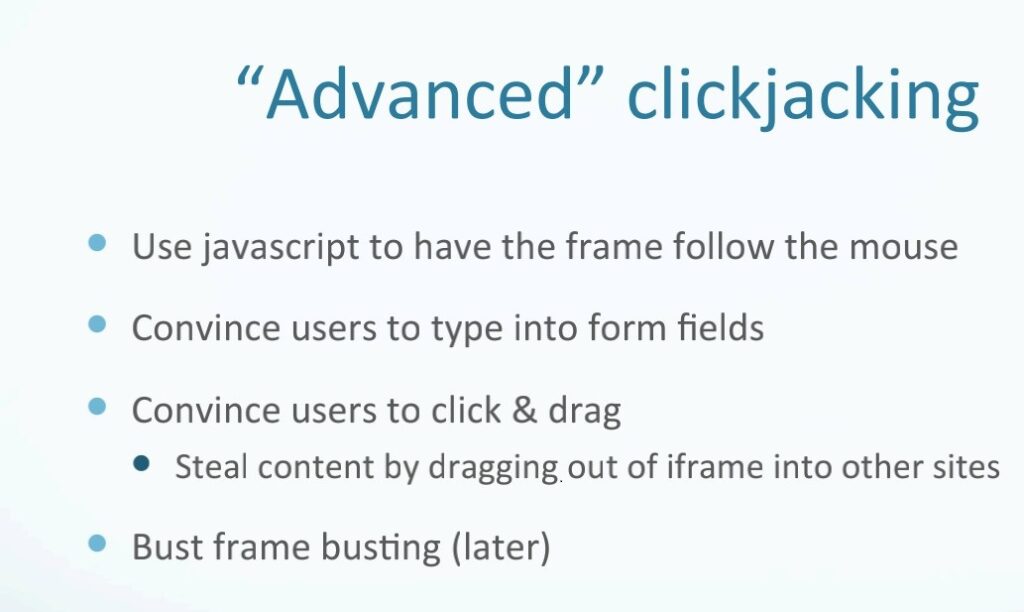 “Advanced” clickjacking
• Use javascript to have the frame follow the mouse
• Convince users to type into form fields
• Convince users to click & drag
• Steal content by dragging out of iframe into other sites
• Bust frame busting (later)